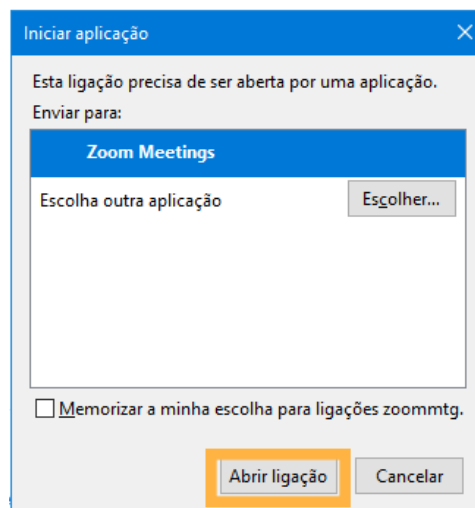 Iniciar aplicação
Esta ligação precisa de ser aberta por uma aplicação.
Enviar para:
Zoom Meetings
Escolha outra aplicação
Escolher...
Memorizar a minha escolha para ligações zoommtg.
Abrir ligação
Cancelar